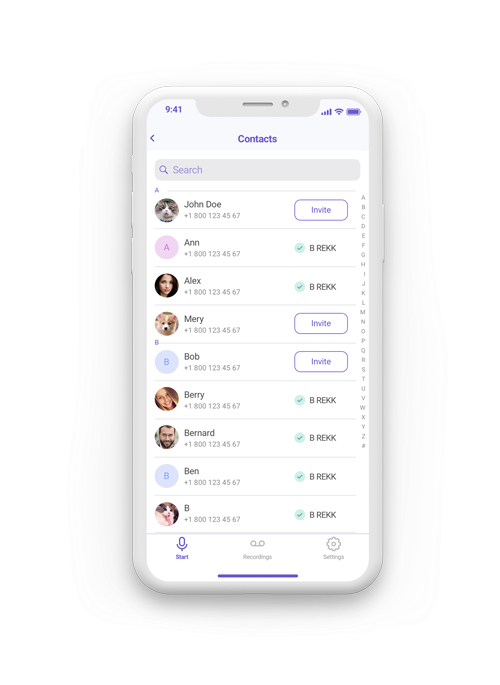 9:41
Contacts
Search
A
John Doe
+1 800 123 45 67
Invite
A
Ann
+1 800 123 45 67
B REKK
Alex
+1 800 123 45 67
B REKK
Mery
+1 800 123 45 67
Invite
B
B
Bob
+1 800 123 45 67
Invite
Berry
+1 800 123 45 67
B REKK
Bernard
+1 800 123 45 67
B REKK
B
Ben
+1 800 123 45 67
B REKK
B
+1 800 123 45 67
B REKK
A
B
C
D
E
F
G
H
I
J
K
L
M
N
O
P
Q
R
S
T
U
V
W
X
Y
Z
#
Start
Recordings
Settings